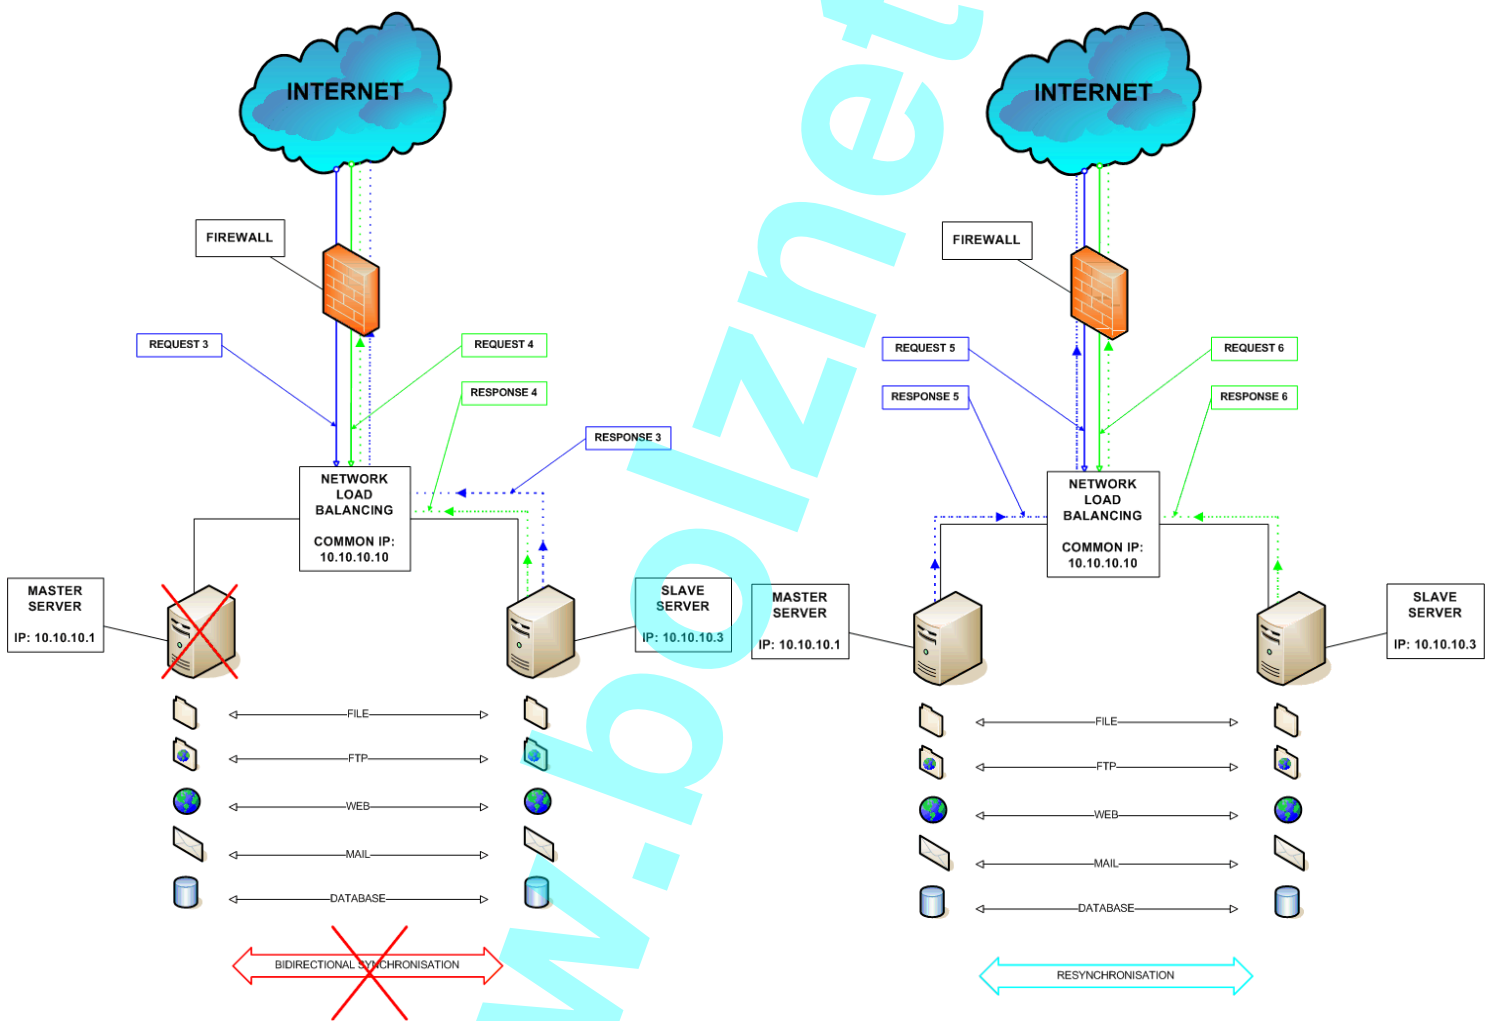 INTERNET
FIREWALL
REQUEST 3
REQUEST 4
RESPONSE 4
RESPONSE 3
NETWORK
LOAD
BALANCING
COMMON IP:
10.10.10.10
MASTER
SERVER
IP: 10.10.10.1
SLAVE
SERVER
IP: 10.10.10.3
FILE
FTP
WEB
MAIL
DATABASE
BIDIRECTIONAL SYNCHRONISATION
INTERNET
FIREWALL
REQUEST 5
RESPONSE 5
REQUEST 6
RESPONSE 6
NETWORK
LOAD
BALANCING
COMMON IP:
10.10.10.10
MASTER
SERVER
IP: 10.10.10.1
SLAVE
SERVER
IP: 10.10.10.3
FILE
FTP
WEB
MAIL
DATABASE
RESYNCHRONISATION
w.bolznet